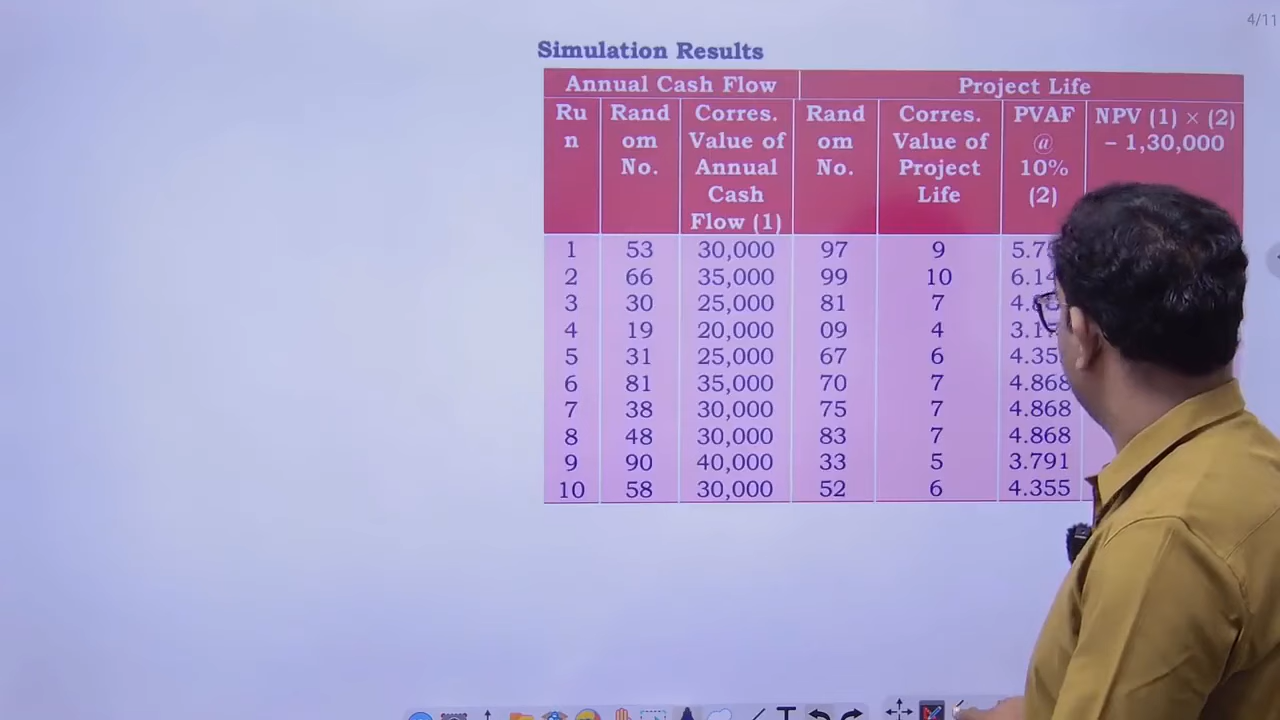 4/11
Simulation Results
Annual Cash Flow Project Life
Ru n Rand om No. Corres. Value of Annual Cash Flow (1) Rand om No. Corres. Value of Project Life PVAF @ 10% (2) NPV (1) × (2) – 1,30,000
1 53 30,000 97 9
2 66 35,000 99 10
3 30 25,000 81 7
4 19 20,000 09 4
5 31 25,000 67 6
6 81 35,000 70 7 4.868
7 38 30,000 75 7 4.868
8 48 30,000 83 7 4.868
9 90 40,000 33 5 3.791
10 58 30,000 52 6 4.355